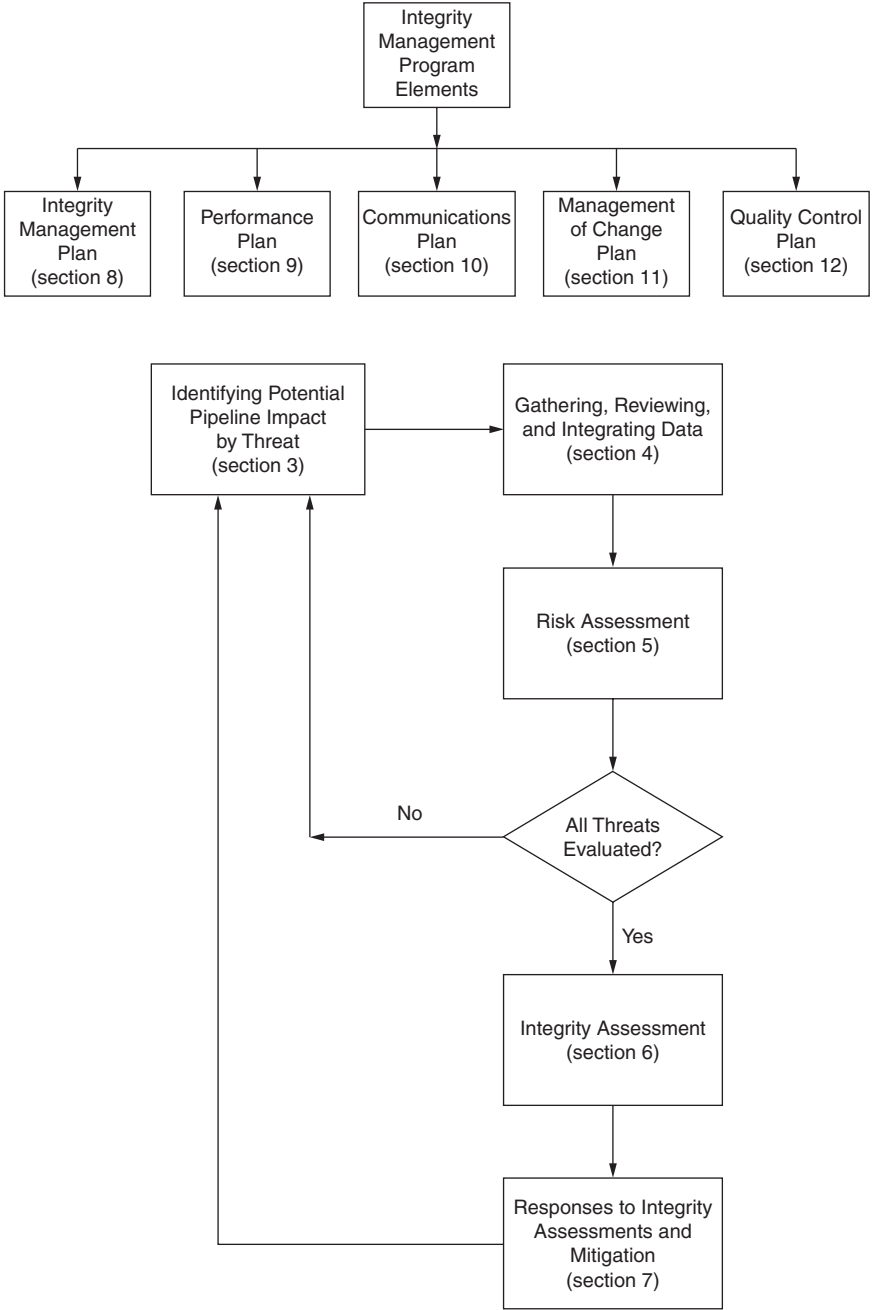 Integrity
Management
Program
Elements
Integrity
Management
Plan
(section 8)
Performance
Plan
(section 9)
Communications
Plan
(section 10)
Management
of Change
Plan
(section 11)
Quality Control
Plan
(section 12)
Identifying Potential
Pipeline Impact
by Threat
(section 3)
Gathering, Reviewing,
and Integrating Data
(section 4)
Risk Assessment
(section 5)
All Threats
Evaluated?
No
Yes
Integrity Assessment
(section 6)
Responses to Integrity
Assessments and
Mitigation
(section 7)